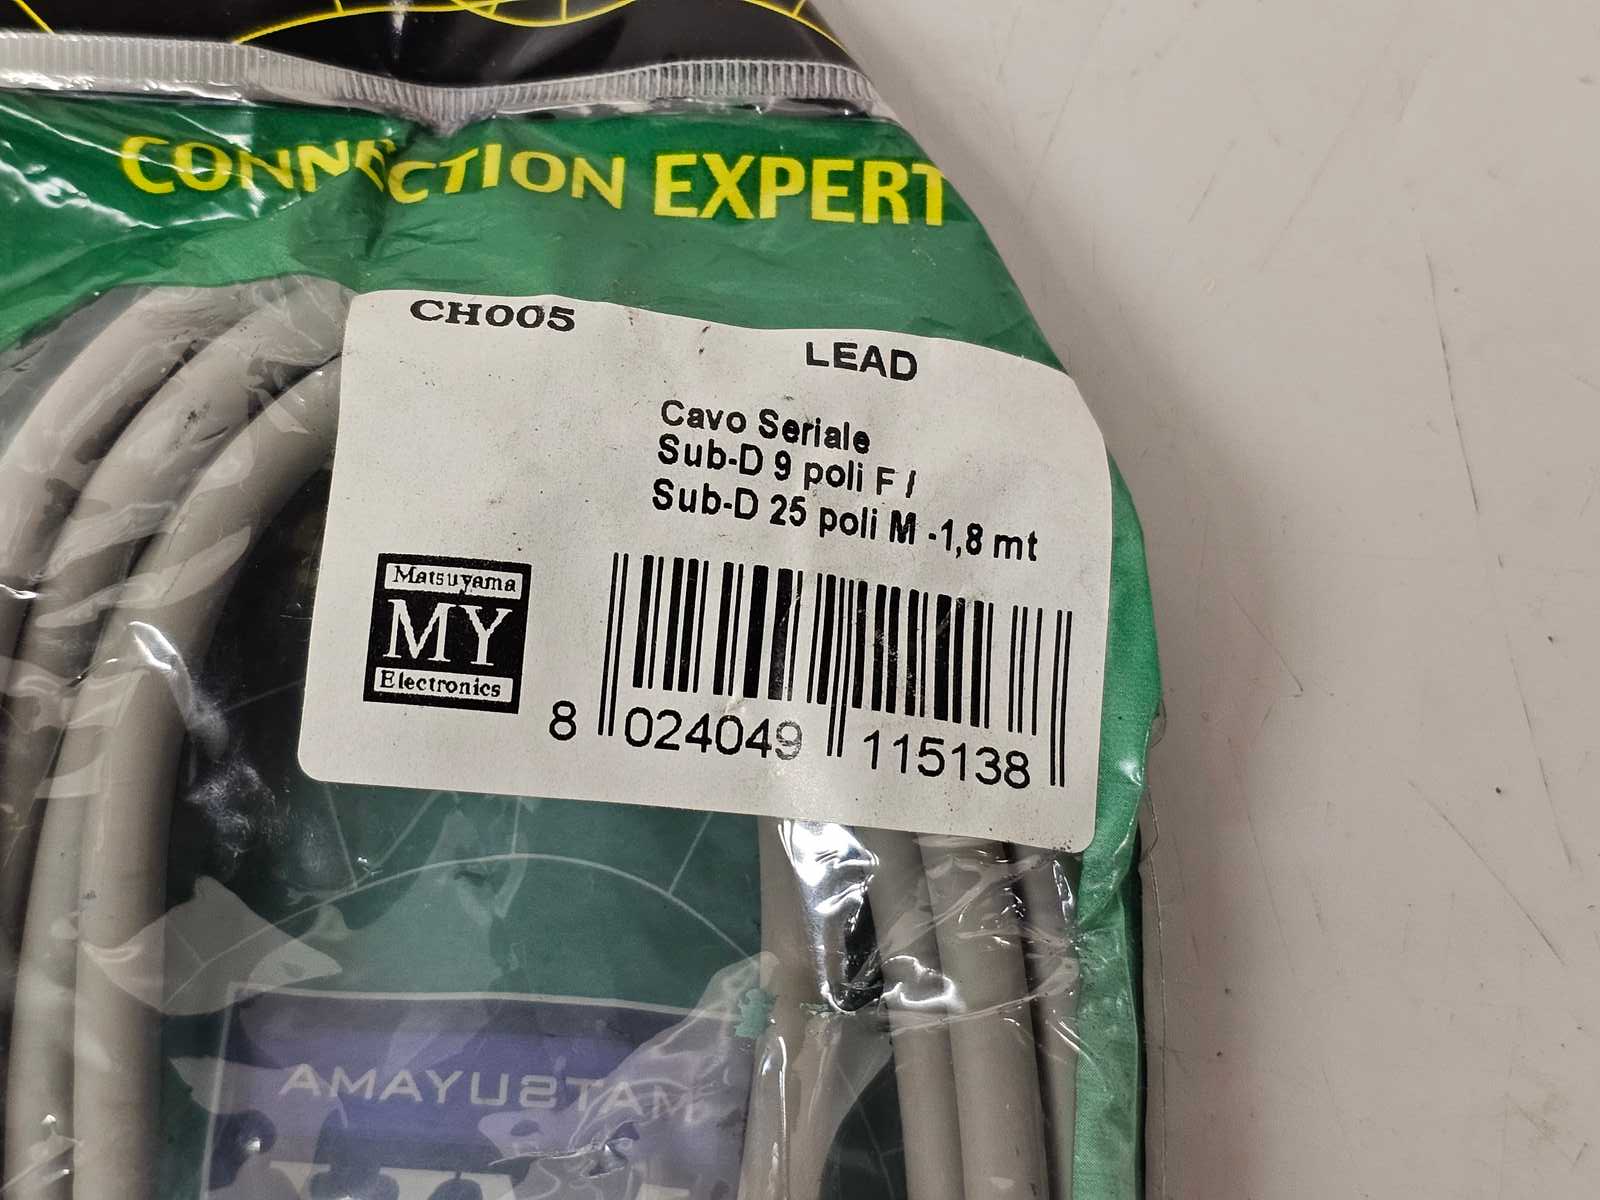 CONNECTION EXPERT
CH005
LEAD
Cavo Seriale
Sub-D 9 poli F /
Sub-D 25 poli M -1,8 mt
Matsuyama
MY
Electronics
8 024049 115138
MATSUYAMA